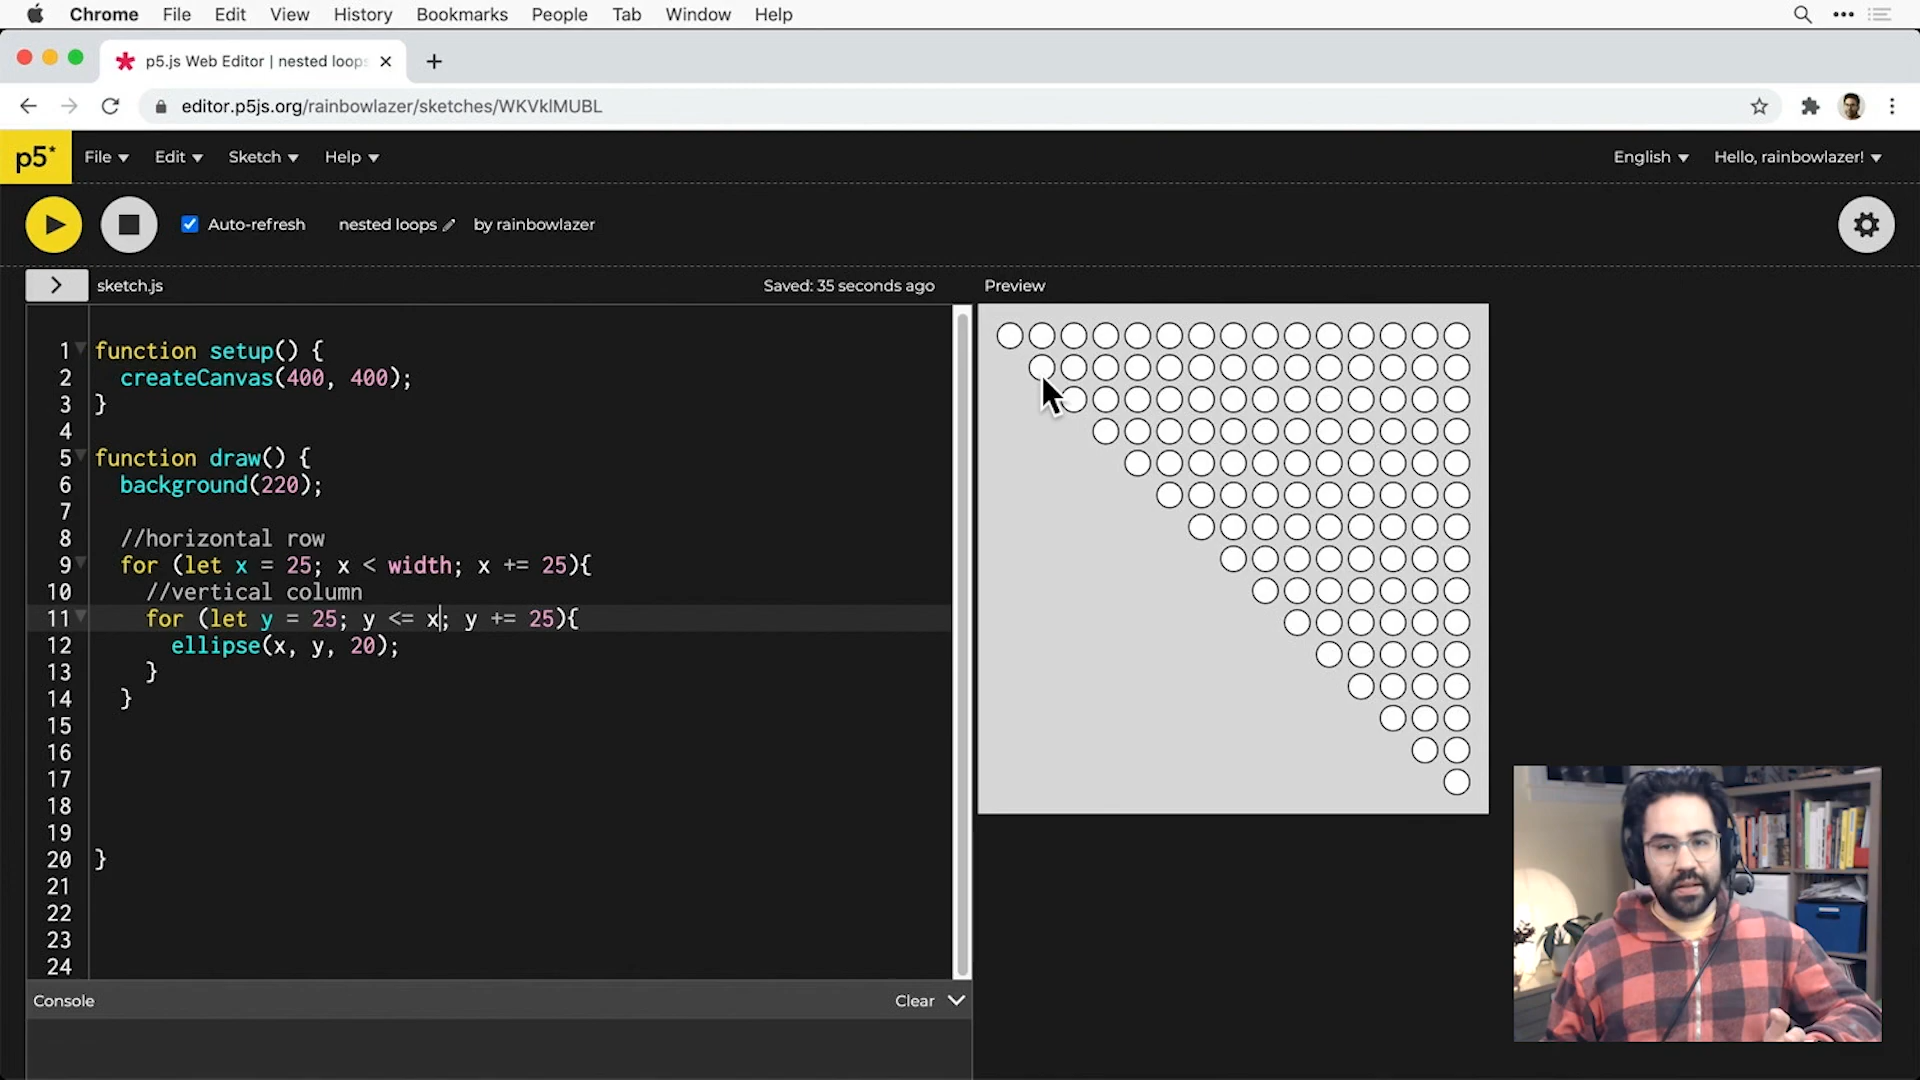 Chrome File Edit View History Bookmarks People Tab Window Help
p5.js Web Editor | nested loops
editor.p5js.org/rainbowlazer/sketches/WKVklMUBL
p5* File Edit Sketch Help English Hello, rainbowlazer!
Auto-refresh nested loops by rainbowlazer
sketch.js Saved: 35 seconds ago Preview
1 function setup() {
2 createCanvas(400, 400);
3 }
4
5 function draw() {
6 background(220);
7
8 //horizontal row
9 for (let x = 25; x < width; x += 25){
10 //vertical column
11 for (let y = 25; y <= x; y += 25){
12 ellipse(x, y, 20);
13 }
14 }
15
16
17
18
19
20 }
21
22
23
24
Console Clear